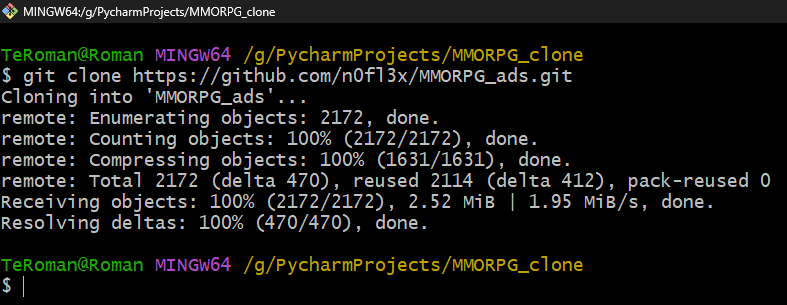 MINGW64:/g/PycharmProjects/MMORPG_clone
TeRoman@Roman MINGW64 /g/PycharmProjects/MMORPG_clone
$ git clone https://github.com/n0fl3x/MMORPG_ads.git
Cloning into 'MMORPG_ads'...
remote: Enumerating objects: 2172, done.
remote: Counting objects: 100% (2172/2172), done.
remote: Compressing objects: 100% (1631/1631), done.
remote: Total 2172 (delta 470), reused 2114 (delta 412), pack-reused 0
Receiving objects: 100% (2172/2172), 2.52 MiB | 1.95 MiB/s, done.
Resolving deltas: 100% (470/470), done.
TeRoman@Roman MINGW64 /g/PycharmProjects/MMORPG_clone
$